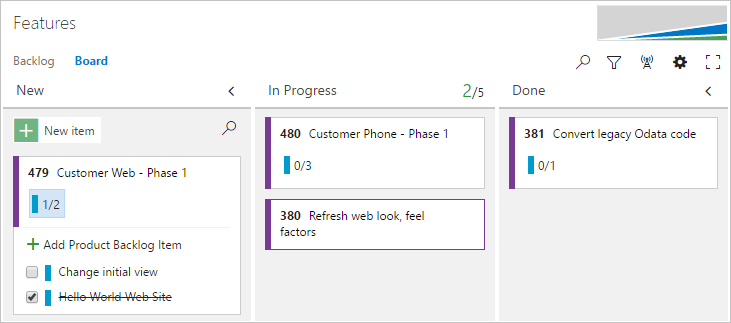 Features
Backlog Board
New
New item
479 Customer Web - Phase 1
1/2
Add Product Backlog Item
Change initial view
Hello World Web Site
In Progress 2/5
480 Customer Phone - Phase 1
0/3
380 Refresh web look, feel
factors
Done
381 Convert legacy Odata code
0/1